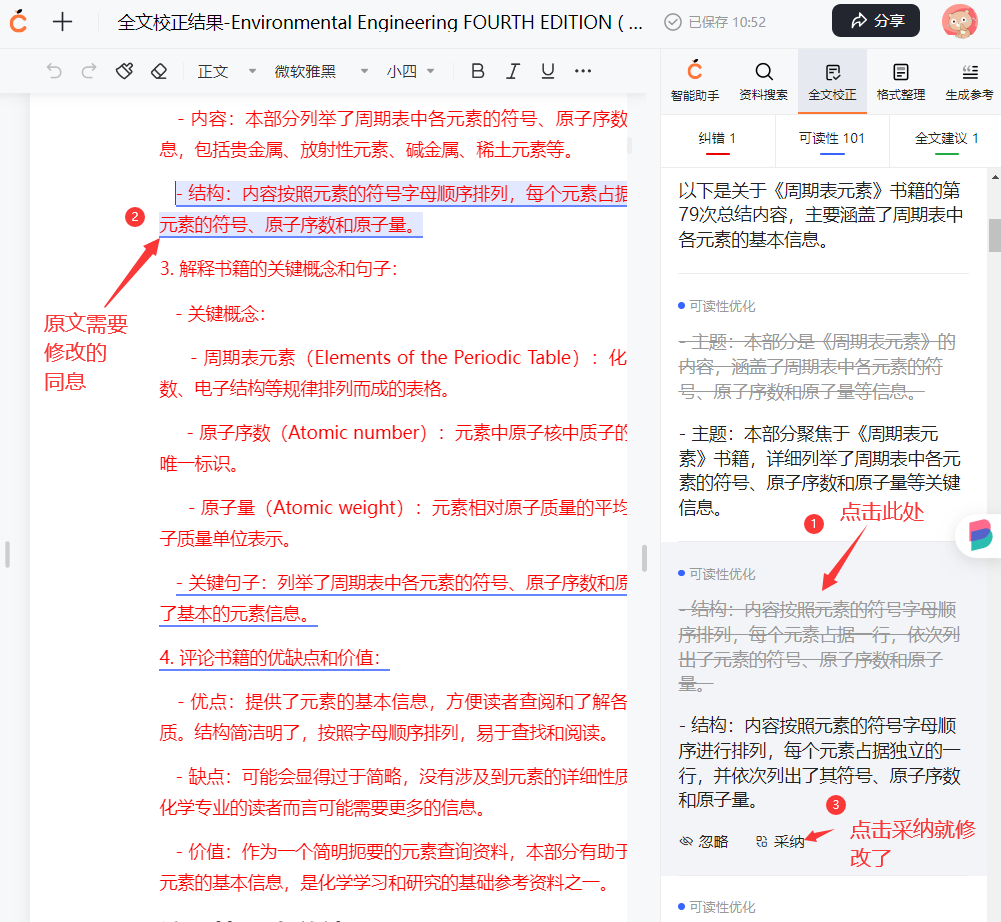 全文校正结果-Environmental Engineering FOURTH EDITION ( ...
已保存 10:52
分享
正文
微软雅黑
小四
B I U ...
智能助手
资料搜索
全文校正
格式整理
生成参考
纠错 1
可读性 101
全文建议 1
- 内容：本部分列举了周期表中各元素的符号、原子序数
息，包括贵金属、放射性元素、碱金属、稀土元素等。
- 结构：内容按照元素的符号字母顺序排列，每个元素占据
元素的符号、原子序数和原子量。
2
3. 解释书籍的关键概念和句子：
- 关键概念：
原文需要
修改的
同息
- 周期表元素（Elements of the Periodic Table）：化
数、电子结构等规律排列而成的表格。
- 原子序数（Atomic number）：元素中原子核中质子的
唯一标识。
- 原子量（Atomic weight）：元素相对原子质量的平均
子质量单位表示。
- 关键句子：列举了周期表中各元素的符号、原子序数和原
了基本的元素信息。
4. 评论书籍的优缺点和价值：
- 优点：提供了元素的基本信息，方便读者查阅和了解各
质。结构简洁明了，按照字母顺序排列，易于查找和阅读。
- 缺点：可能会显得过于简略，没有涉及到元素的详细性质
化学专业的读者而言可能需要更多的信息。
- 价值：作为一个简明扼要的元素查询资料，本部分有助于
元素的基本信息，是化学学习和研究的基础参考资料之一。
以下是关于《周期表元素》书籍的第
79次总结内容，主要涵盖了周期表中
各元素的基本信息。
可读性优化
- 主题：本部分是《周期表元素》的
内容，涵盖了周期表中各元素的符
号、原子序数和原子量等信息。
- 主题：本部分聚焦于《周期表元
素》书籍，详细列举了周期表中各元
素的符号、原子序数和原子量等关键
信息。
1
点击此处
可读性优化
- 结构：内容按照元素的符号字母顺
序排列，每个元素占据一行，依次列
出了元素的符号、原子序数和原子
量。
- 结构：内容按照元素的符号字母顺
序进行排列，每个元素占据独立的一
行，并依次列出了其符号、原子序数
和原子量。
3
忽略
采纳
点击采纳就修
改了
可读性优化